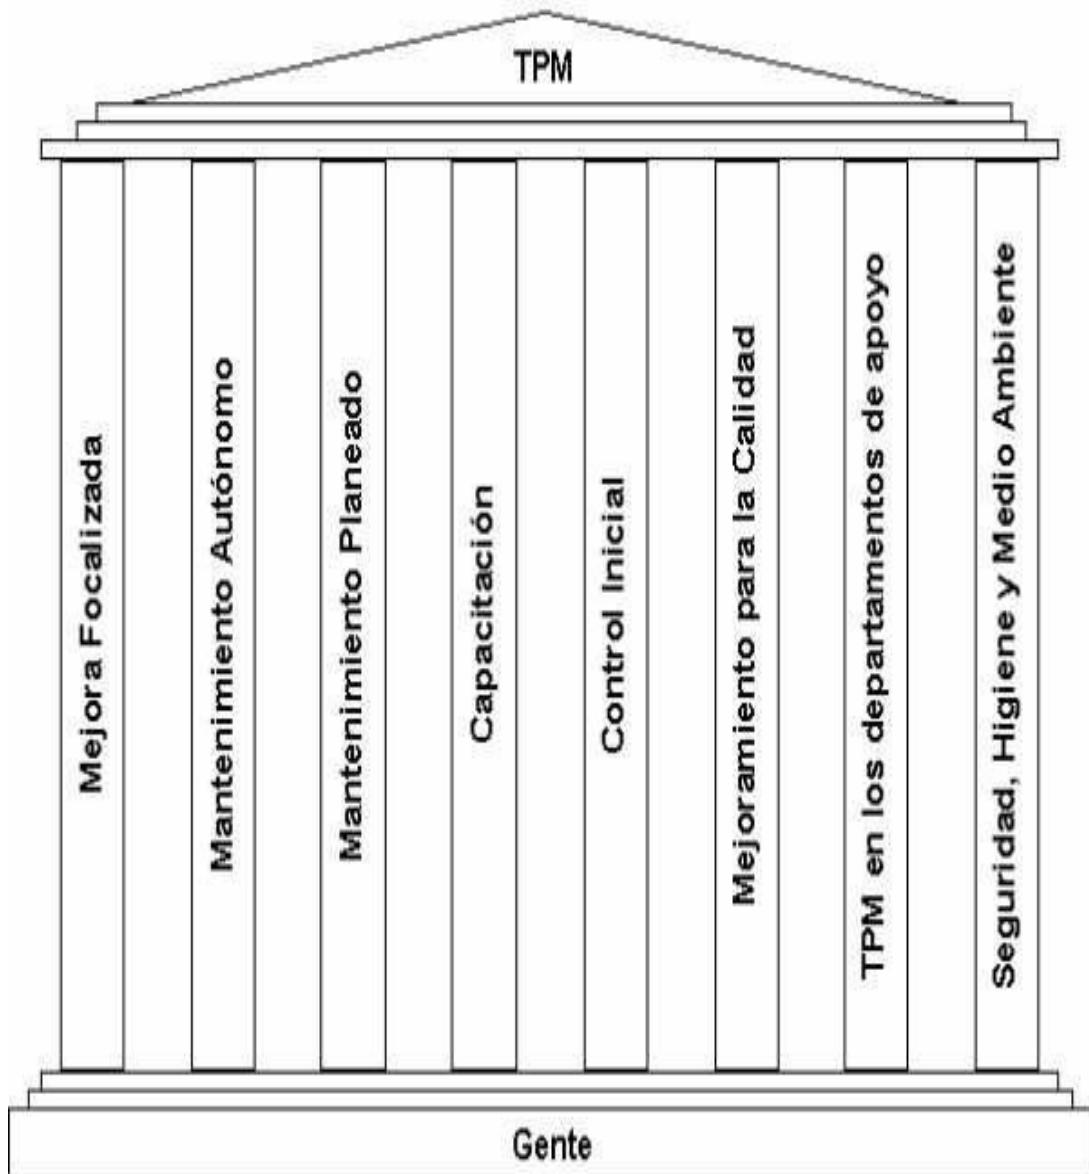 TPM
Mejora Focalizada
Mantenimiento Autónomo
Mantenimiento Planeado
Capacitación
Control Inicial
Mejoramiento para la Calidad
TPM en los departamentos de apoyo
Seguridad, Higiene y Medio Ambiente
Gente